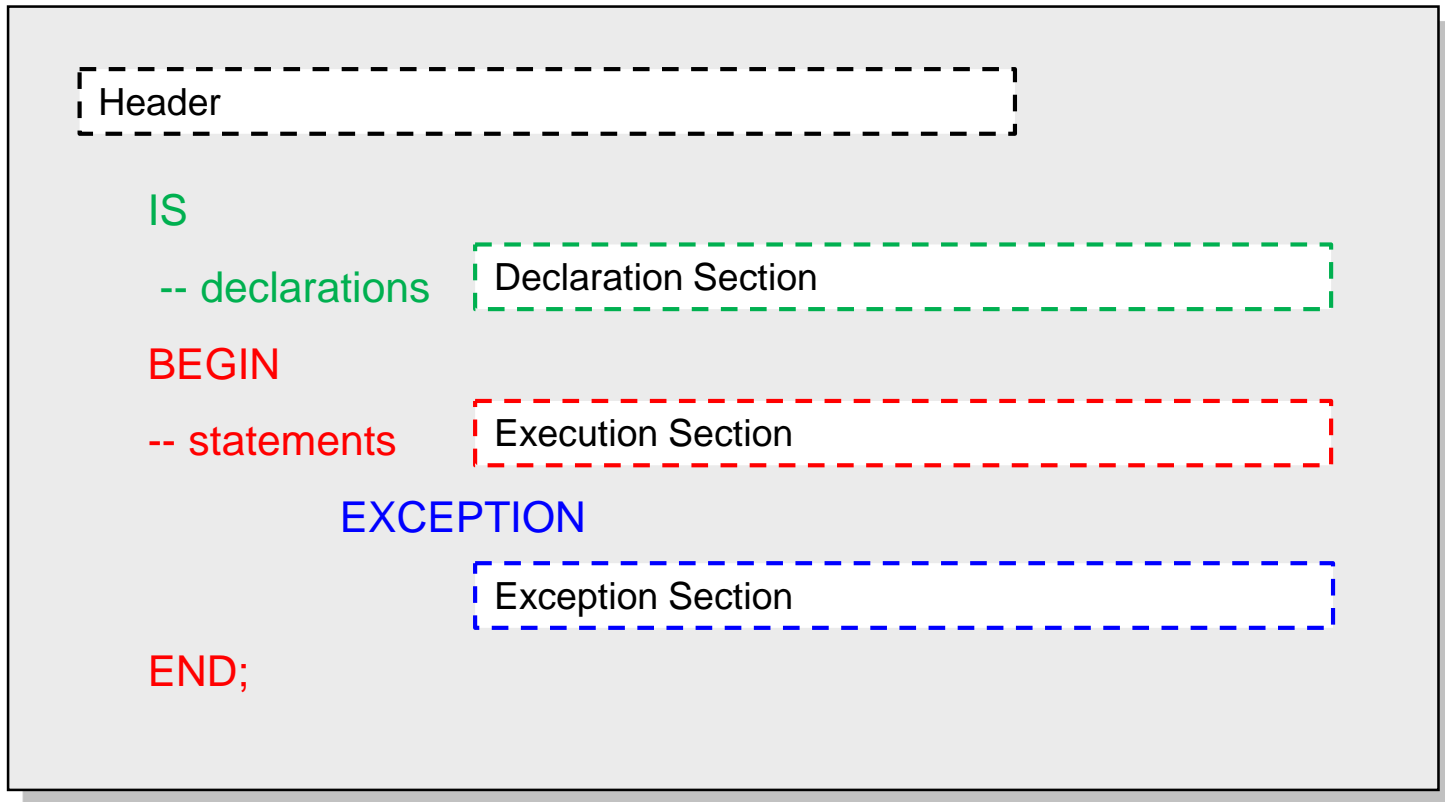 Header
IS
-- declarations Declaration Section
BEGIN
-- statements Execution Section
EXCEPTION
Exception Section
END;